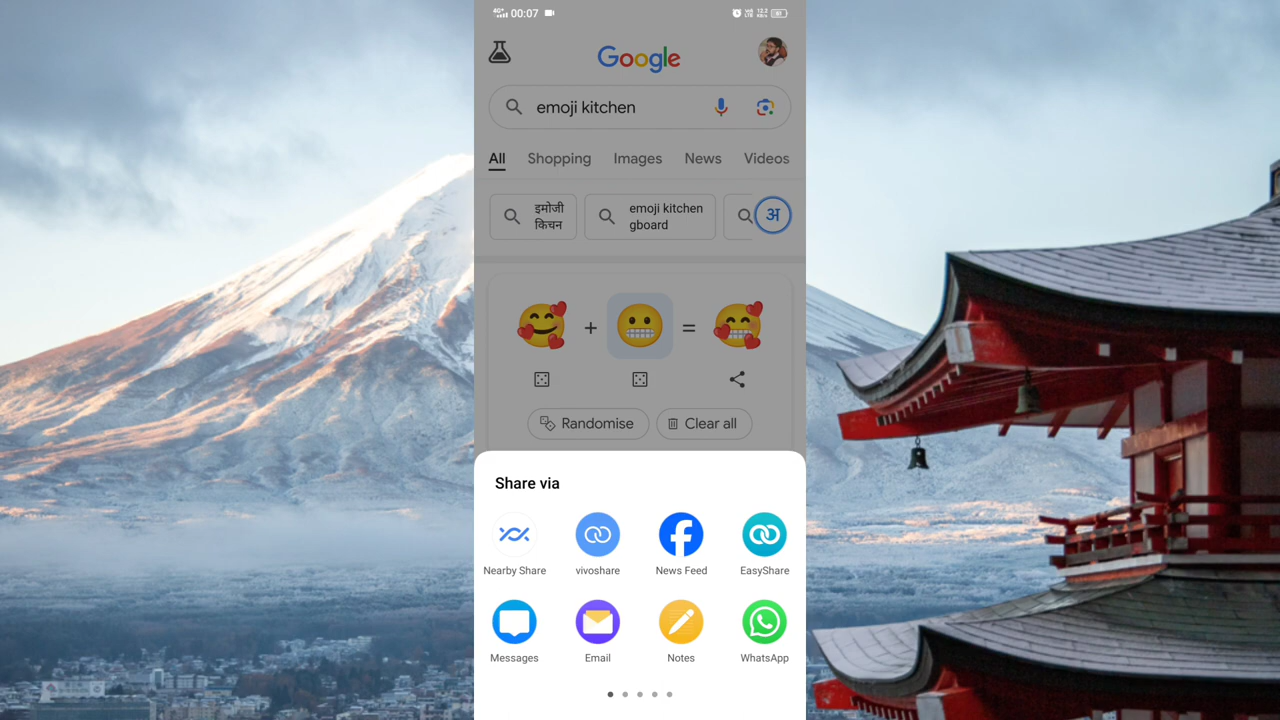 4G+ 00:07
Google
emoji kitchen
All Shopping Images News Videos
इमोजी
किचन
emoji kitchen
gboard
अ
Randomise Clear all
Share via
Nearby Share vivoshare News Feed EasyShare
Messages Email Notes WhatsApp